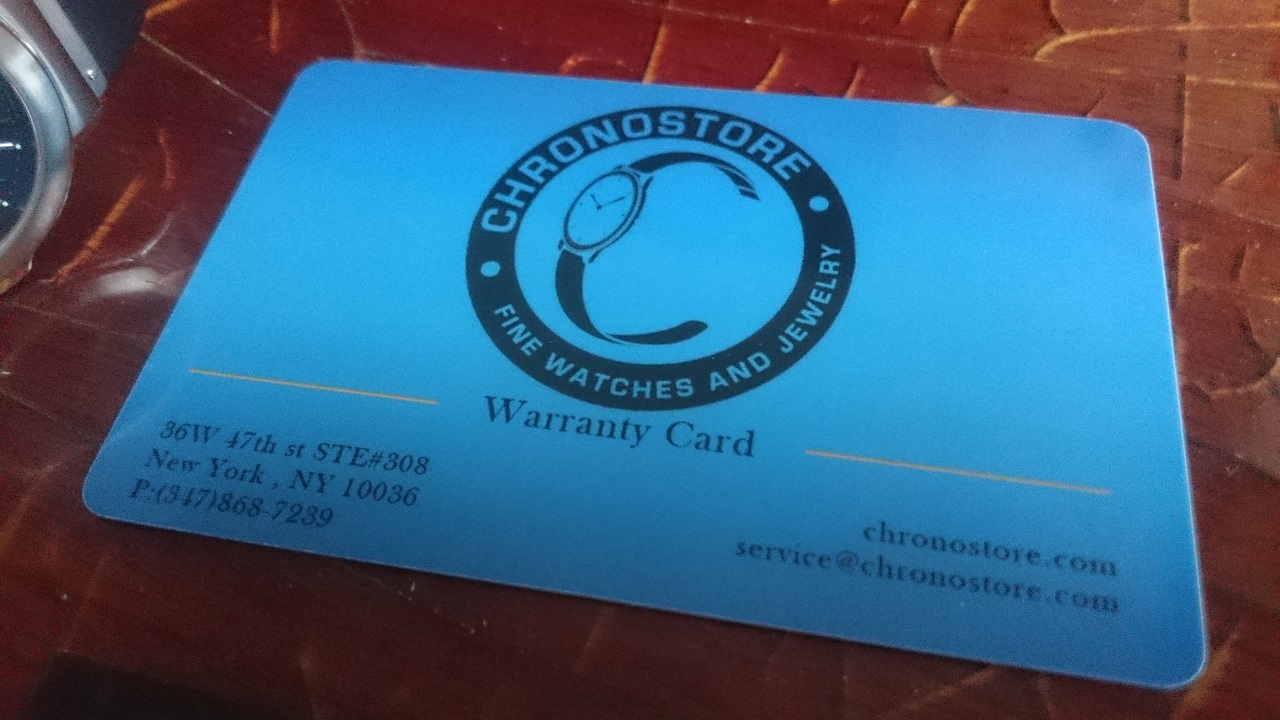 CHRONOSTORE
FINE WATCHES AND JEWELRY
Warranty Card
36W 47th st STE#308
New York , NY 10036
P:(347)868-7239
chronostore.com
service@chronostore.com